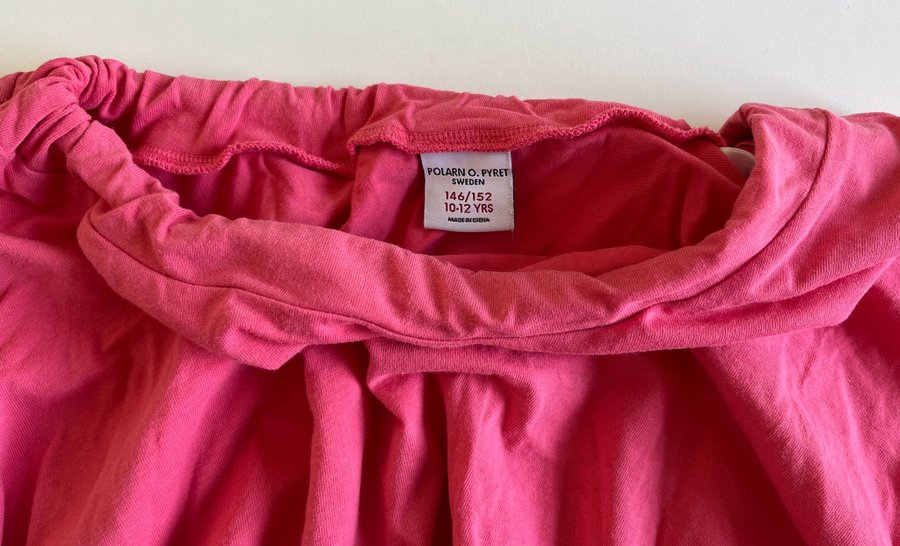 POLARN O. PYRET
SWEDEN
146/152
10-12 YRS
MADE IN CHINA